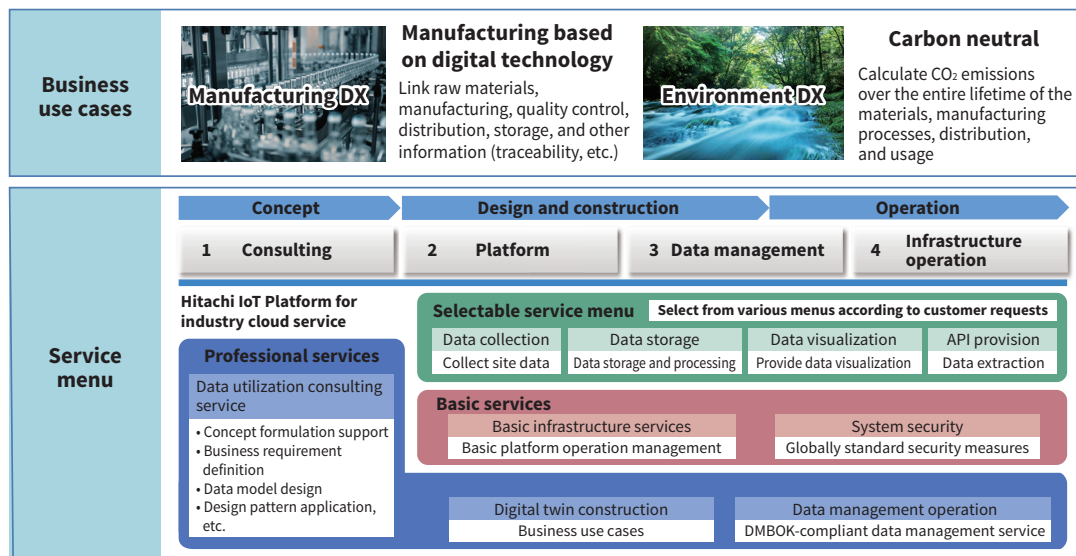 Business
use cases
Manufacturing DX
Manufacturing based
on digital technology
Link raw materials,
manufacturing, quality control,
distribution, storage, and other
information (traceability, etc.)
Environment DX
Carbon neutral
Calculate CO₂ emissions
over the entire lifetime of the
materials, manufacturing
processes, distribution,
and usage
Service
menu
Concept
Design and construction
Operation
1 Consulting
2 Platform
3 Data management
4 Infrastructure
operation
Hitachi IoT Platform for
industry cloud service
Professional services
Data utilization consulting
service
• Concept formulation support
• Business requirement
definition
• Data model design
• Design pattern application,
etc.
Selectable service menu
Select from various menus according to customer requests
Data collection
Collect site data
Data storage
Data storage and processing
Data visualization
Provide data visualization
API provision
Data extraction
Basic services
Basic infrastructure services
Basic platform operation management
System security
Globally standard security measures
Digital twin construction
Business use cases
Data management operation
DMBOK-compliant data management service